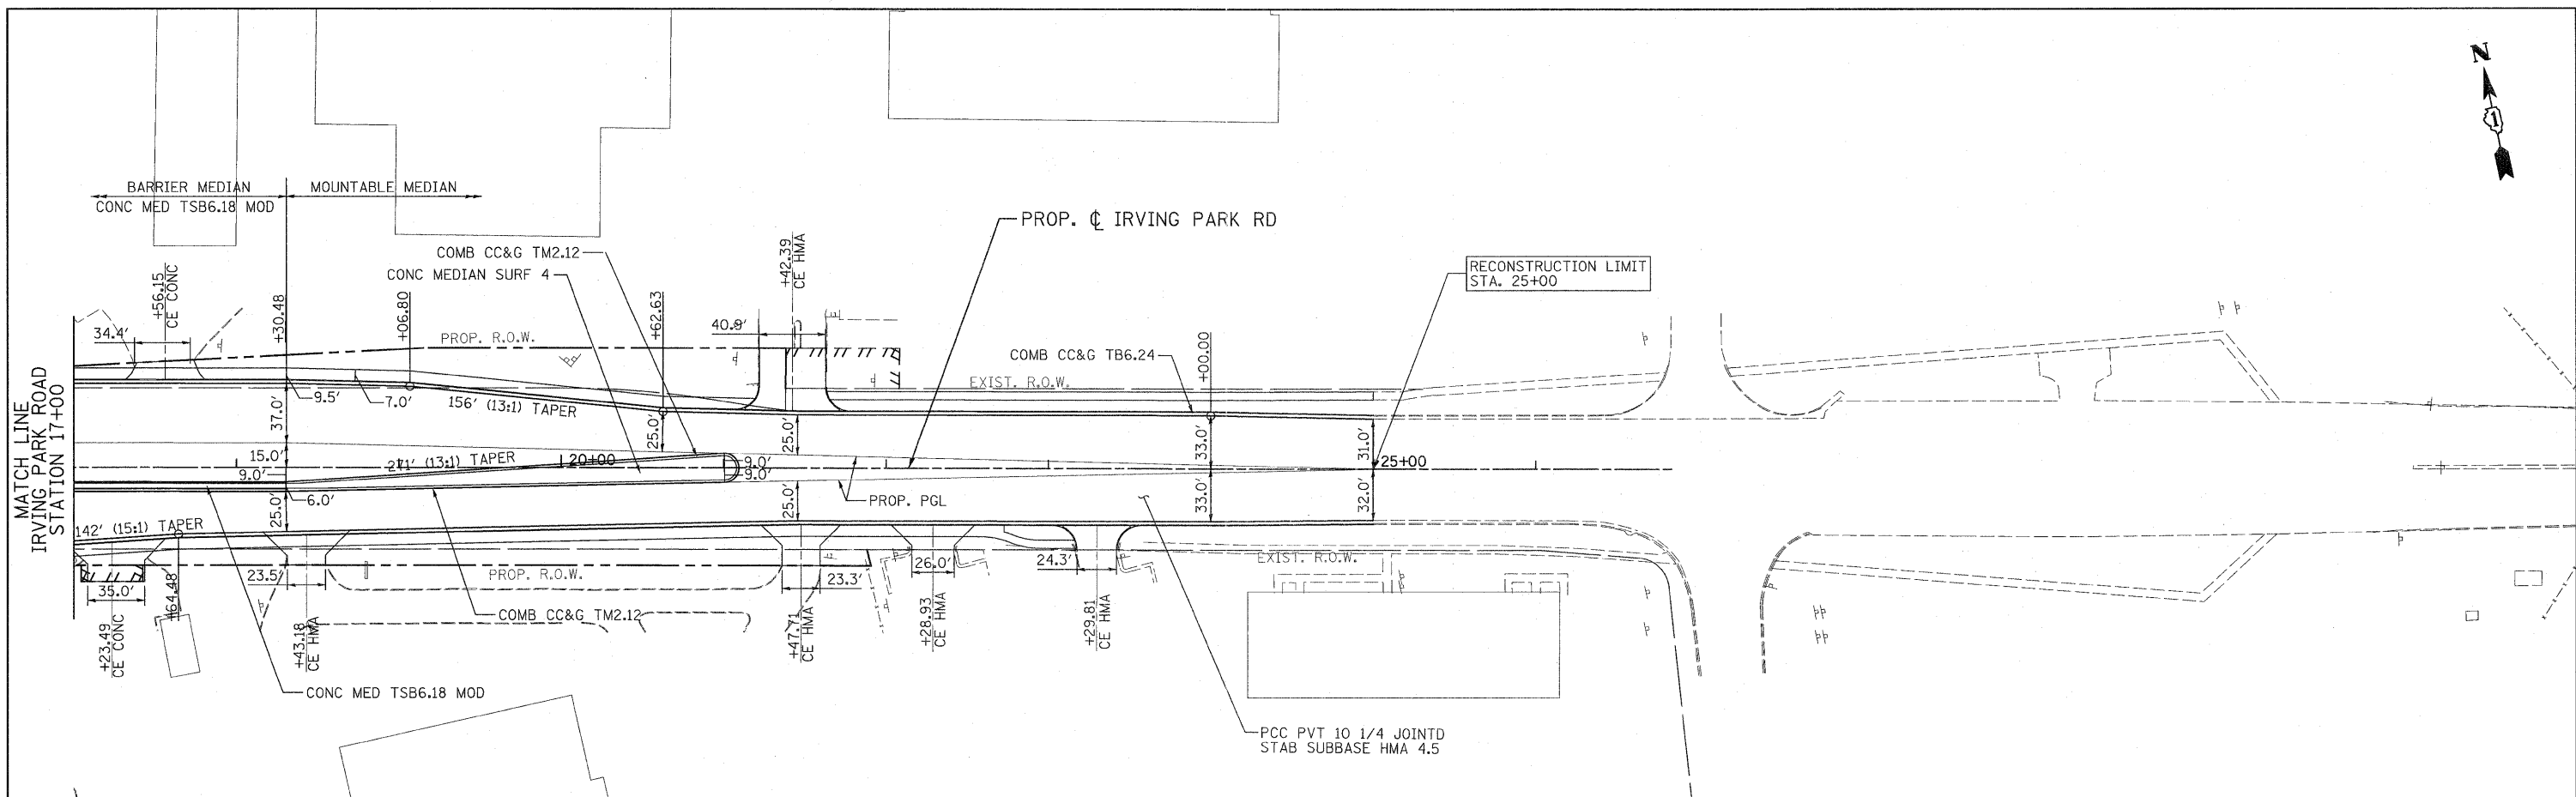 BARRIER MEDIAN
MOUNTABLE MEDIAN
CONC MED TSB6.18 MOD
COMB CC&G TM2.12
CONC MEDIAN SURF 4
PROP. ℄ IRVING PARK RD
N
1
RECONSTRUCTION LIMIT
STA. 25+00
+56.15
CE CONC
+30.48
+06.80
+62.63
+42.39
CE HMA
34.4'
40.9'
PROP. R.O.W.
COMB CC&G TB6.24
+00.00
EXIST. R.O.W.
9.5'
7.0'
156' (13:1) TAPER
37.0'
25.0'
25.0'
33.0'
31.0'
MATCH LINE
IRVING PARK ROAD
STATION 17+00
15.0'
271' (13:1) TAPER
20+00
9.0'
9.0'
25+00
9.0'
6.0'
25.0'
25.0'
33.0'
32.0'
PROP. PGL
142' (15:1) TAPER
23.5'
PROP. R.O.W.
23.3'
26.0'
24.3'
EXIST. R.O.W.
35.0'
+23.49
CE CONC
+64.48
+43.18
CE HMA
COMB CC&G TM2.12
+47.71
CE HMA
+28.93
CE HMA
+29.81
CE HMA
CONC MED TSB6.18 MOD
PCC PVT 10 1/4 JOINTD
STAB SUBBASE HMA 4.5